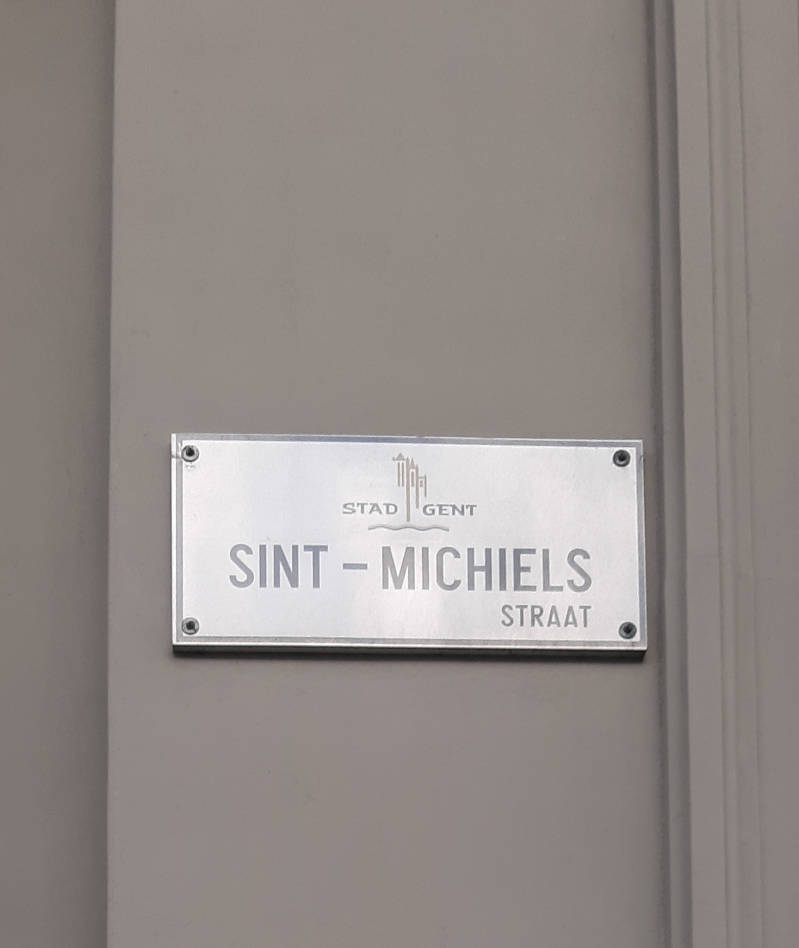 STAD GENT
SINT - MICHIELS
STRAAT